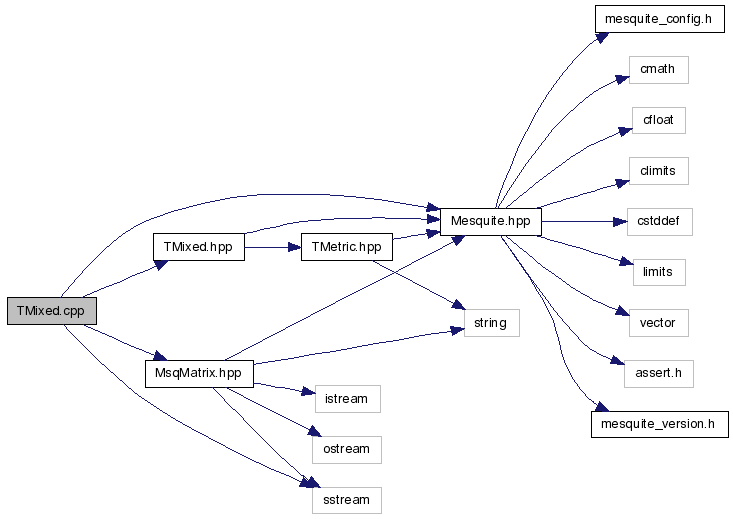 mesquite_config.h
cmath
cfloat
climits
Mesquite.hpp
cstddef
TMixed.hpp
TMetric.hpp
limits
TMixed.cpp
string
vector
MsqMatrix.hpp
assert.h
istream
mesquite_version.h
ostream
sstream